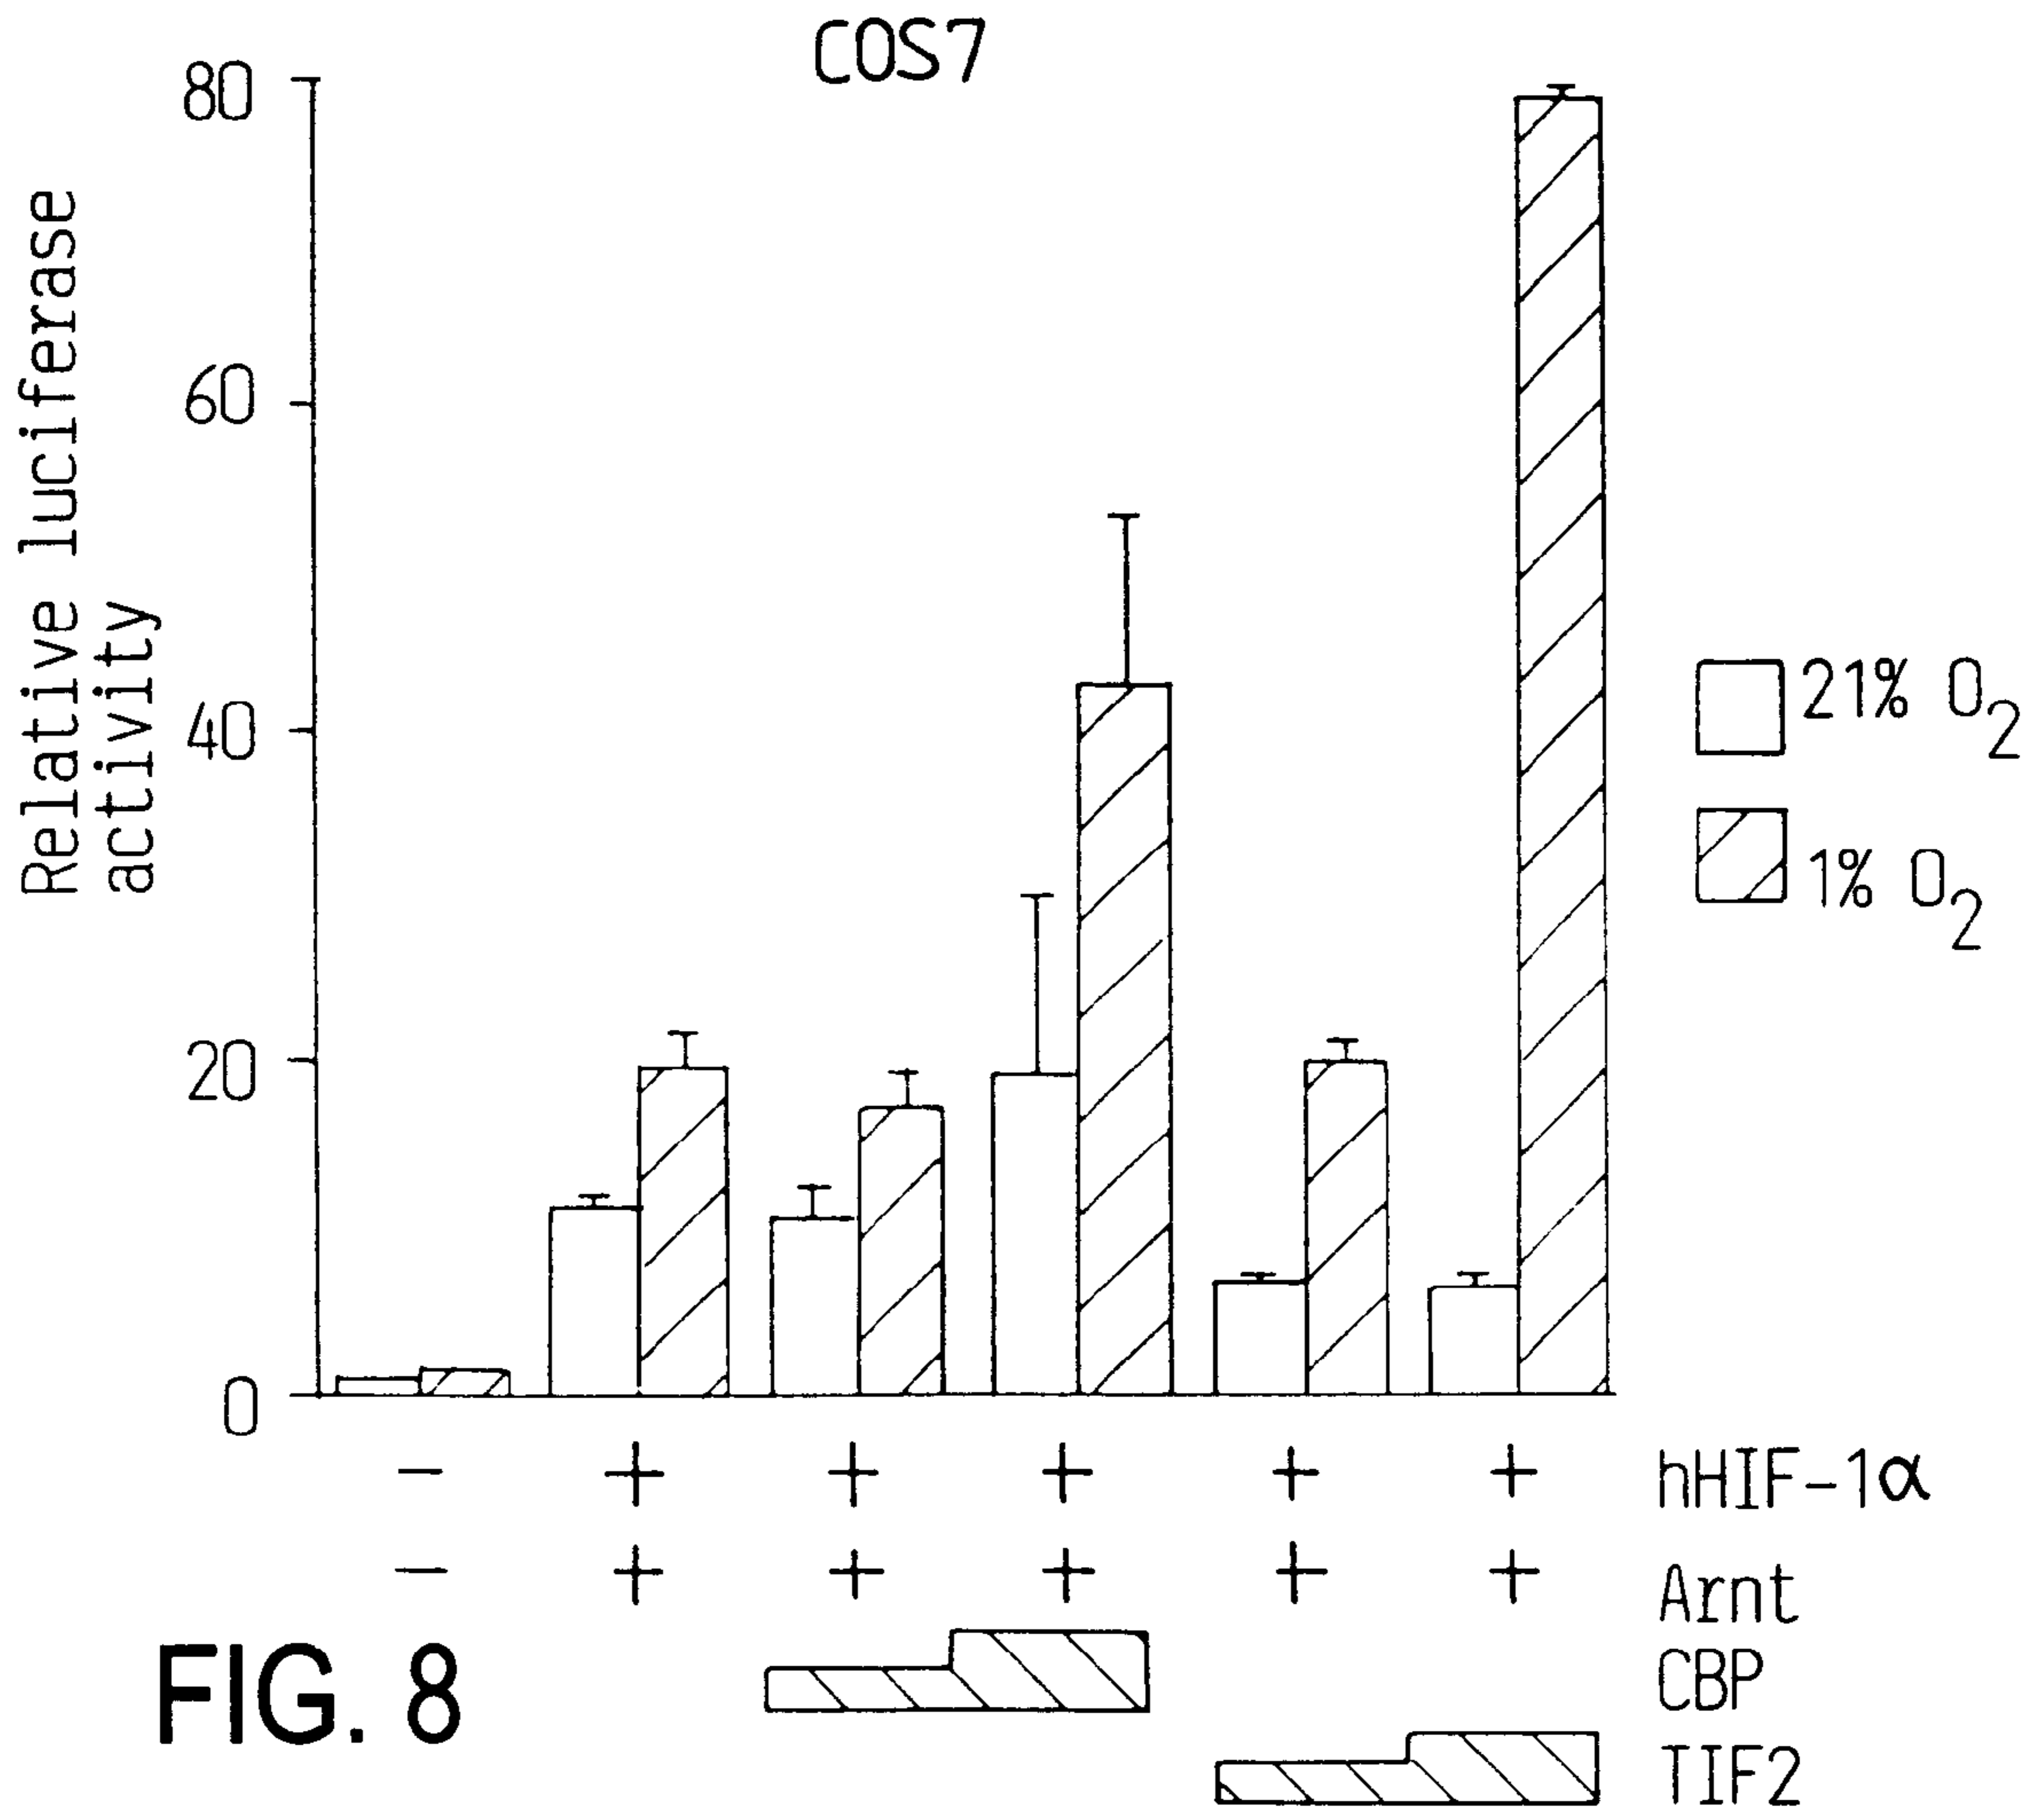 COS7
80
60
40
20
0
Relative luciferase
activity
21% O2
1% O2
− + + + + + hHIF-1α
− + + + + + Arnt
CBP
TIF2
FIG. 8